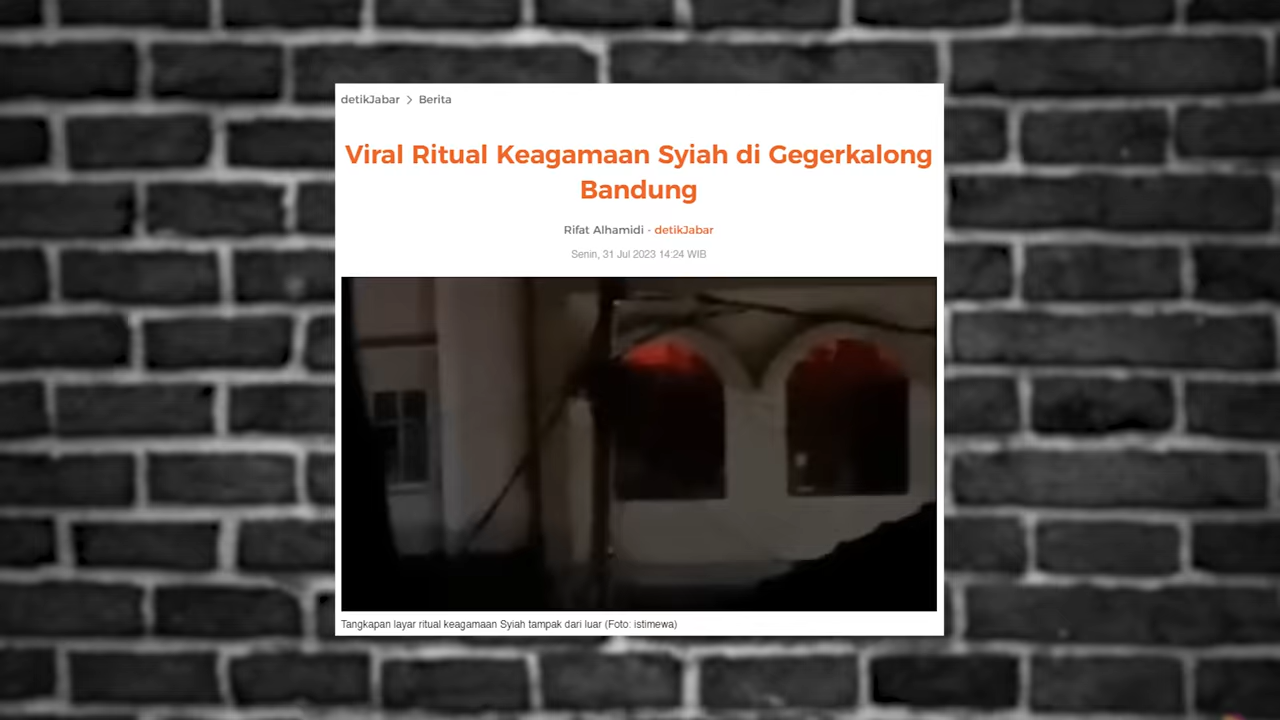 detikJabar > Berita
Viral Ritual Keagamaan Syiah di Gegerkalong
Bandung
Rifat Alhamidi - detikJabar
Senin, 31 Jul 2023 14:24 WIB
Tangkapan layar ritual keagamaan Syiah tampak dari luar (Foto: istimewa)